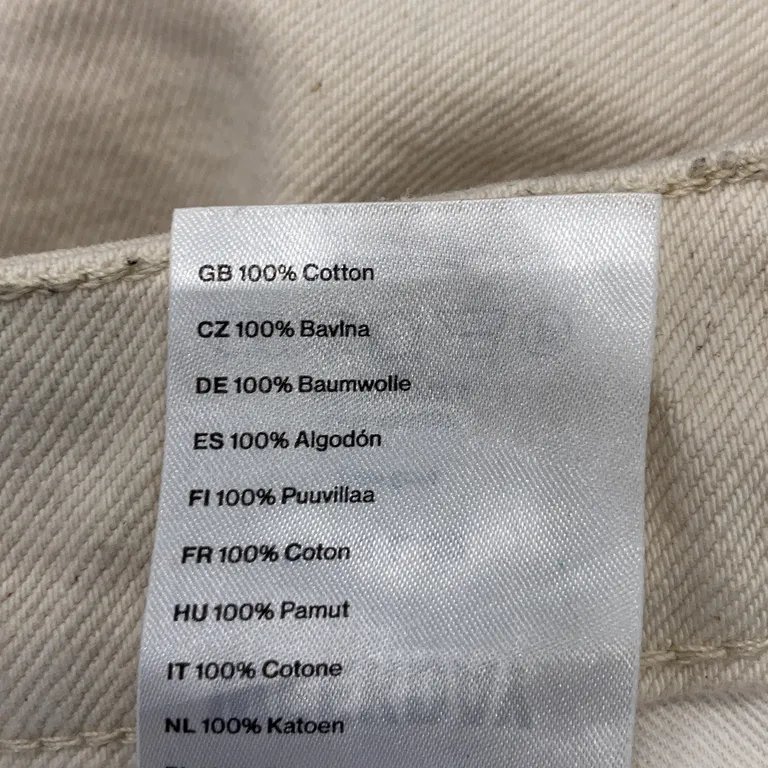 GB 100% Cotton
CZ 100% Bavlna
DE 100% Baumwolle
ES 100% Algodón
FI 100% Puuvillaa
FR 100% Coton
HU 100% Pamut
IT 100% Cotone
NL 100% Katoen